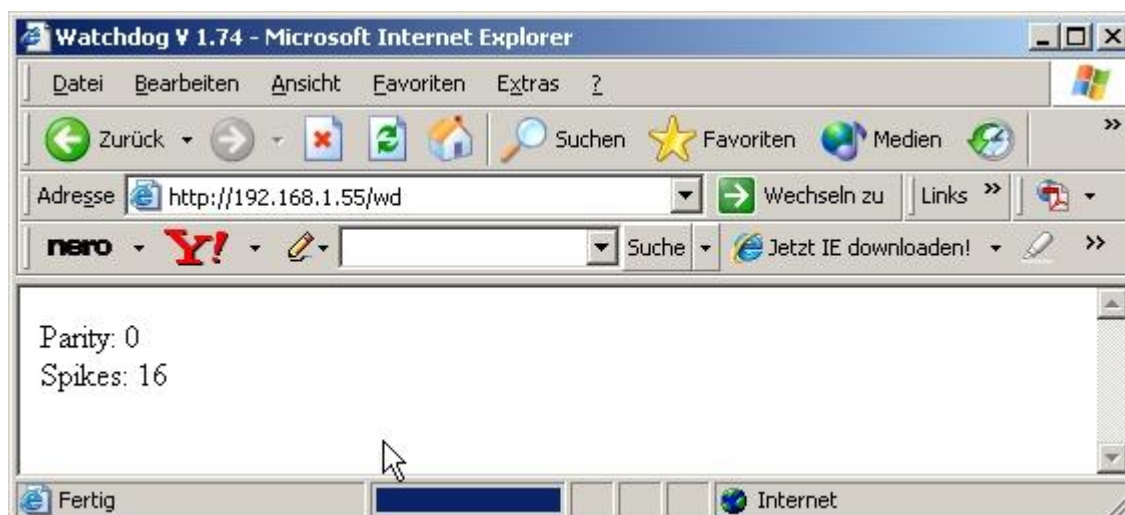 Watchdog V 1.74 - Microsoft Internet Explorer
Datei Bearbeiten Ansicht Favoriten Extras ?
Zurück Suchen Favoriten Medien »
Adresse http://192.168.1.55/wd Wechseln zu Links »
nero Y! Suche Jetzt IE downloaden! »
Parity: 0
Spikes: 16
Fertig Internet